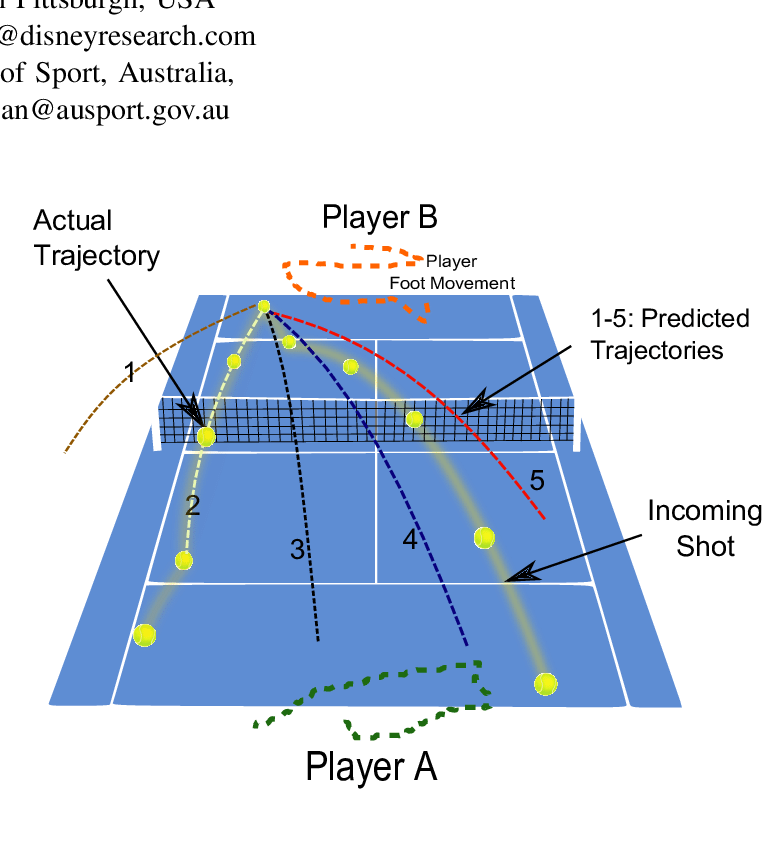 Pittsburgh, USA
@disneyresearch.com
of Sport, Australia,
an@ausport.gov.au
Actual
Trajectory
Player B
Player
Foot Movement
1-5: Predicted
Trajectories
1
2
3
4
5
Incoming
Shot
Player A